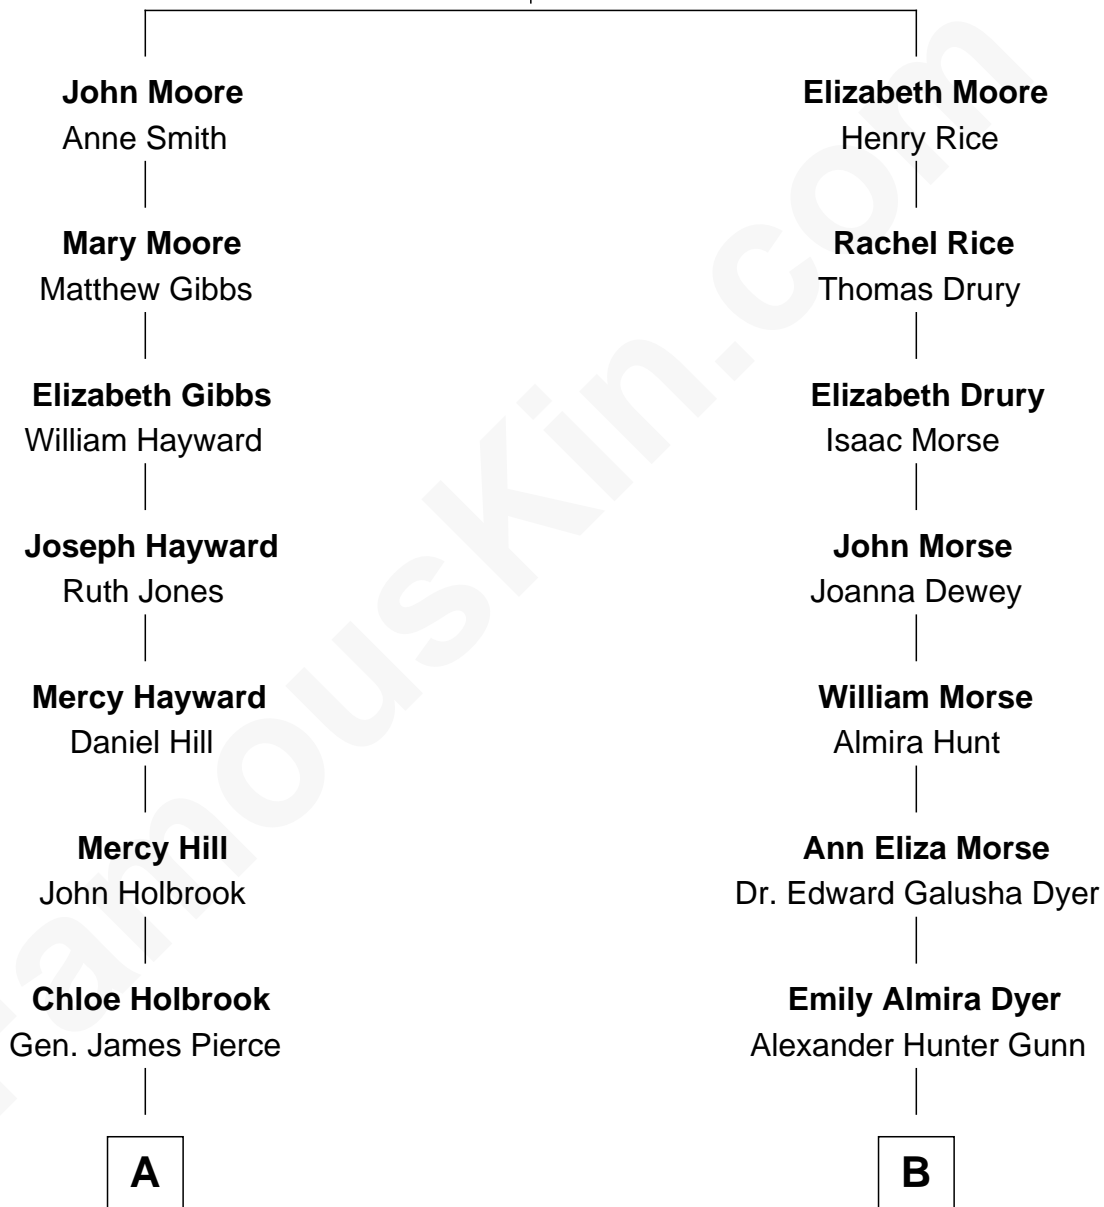 John Moore
Anne Smith
Mary Moore
Matthew Gibbs
Elizabeth Gibbs
William Hayward
Joseph Hayward
Ruth Jones
Mercy Hayward
Daniel Hill
Mercy Hill
John Holbrook
Chloe Holbrook
Gen. James Pierce
A
Elizabeth Moore
Henry Rice
Rachel Rice
Thomas Drury
Elizabeth Drury
Isaac Morse
John Morse
Joanna Dewey
William Morse
Almira Hunt
Ann Eliza Morse
Dr. Edward Galusha Dyer
Emily Almira Dyer
Alexander Hunter Gunn
B
FamousKin.com